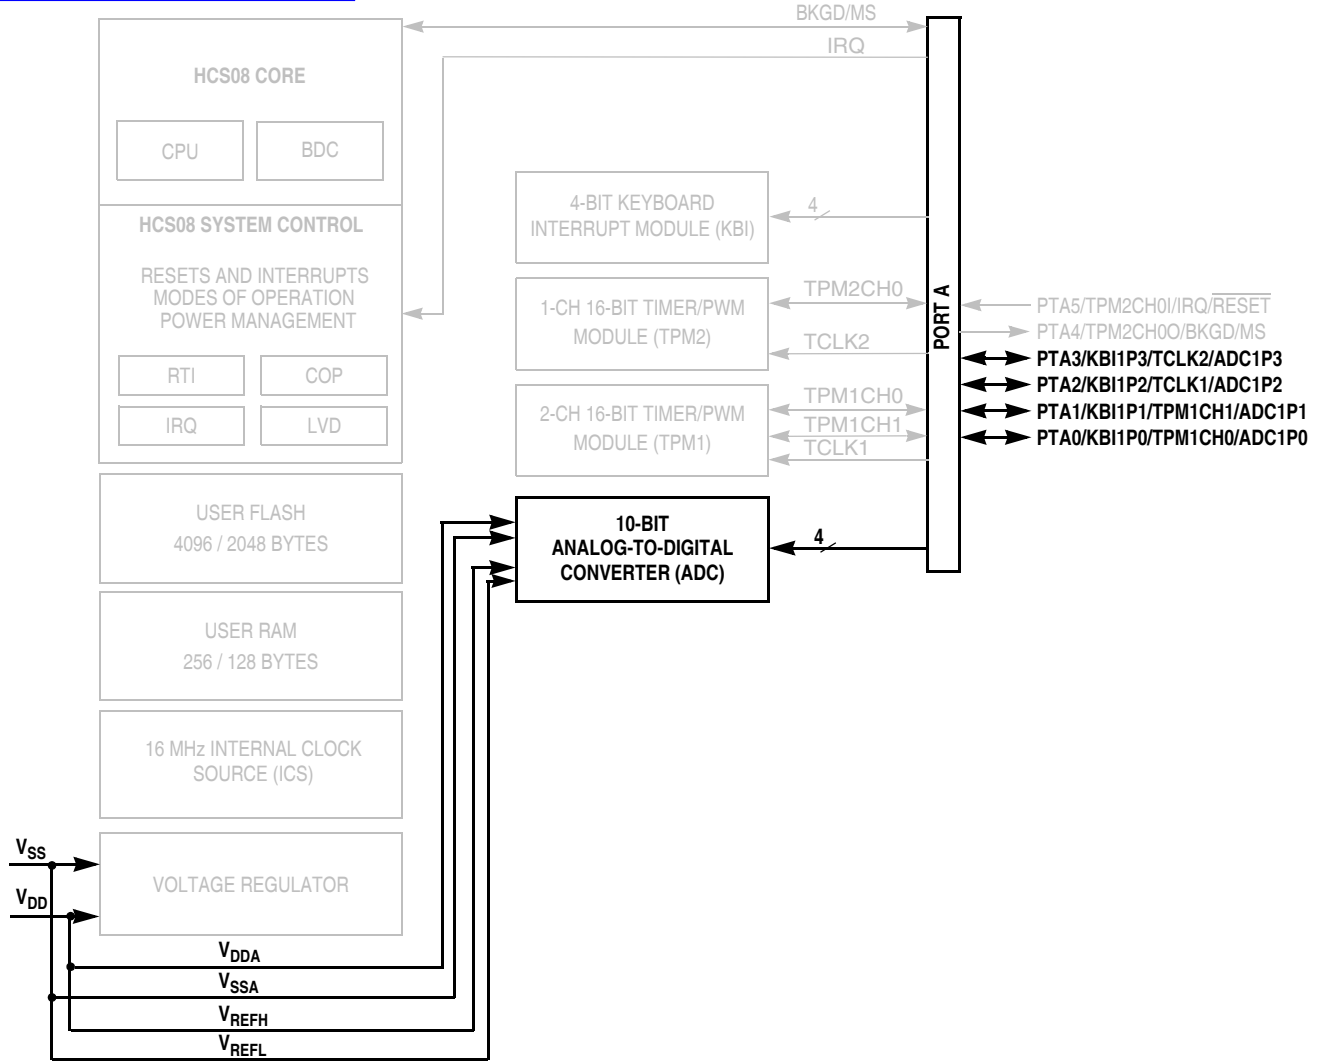 BKGD/MS
IRQ
HCS08 CORE
CPU
BDC
HCS08 SYSTEM CONTROL
RESETS AND INTERRUPTS
MODES OF OPERATION
POWER MANAGEMENT
RTI
COP
IRQ
LVD
USER FLASH
4096 / 2048 BYTES
USER RAM
256 / 128 BYTES
16 MHz INTERNAL CLOCK
SOURCE (ICS)
VOLTAGE REGULATOR
VSS
VDD
VDDA
VSSA
VREFH
VREFL
4-BIT KEYBOARD
INTERRUPT MODULE (KBI)
4
1-CH 16-BIT TIMER/PWM
MODULE (TPM2)
TPM2CH0
TCLK2
2-CH 16-BIT TIMER/PWM
MODULE (TPM1)
TPM1CH0
TPM1CH1
TCLK1
10-BIT
ANALOG-TO-DIGITAL
CONVERTER (ADC)
4
PORT A
PTA5/TPM2CH0I/IRQ/RESET
PTA4/TPM2CH0O/BKGD/MS
PTA3/KBI1P3/TCLK2/ADC1P3
PTA2/KBI1P2/TCLK1/ADC1P2
PTA1/KBI1P1/TPM1CH1/ADC1P1
PTA0/KBI1P0/TPM1CH0/ADC1P0